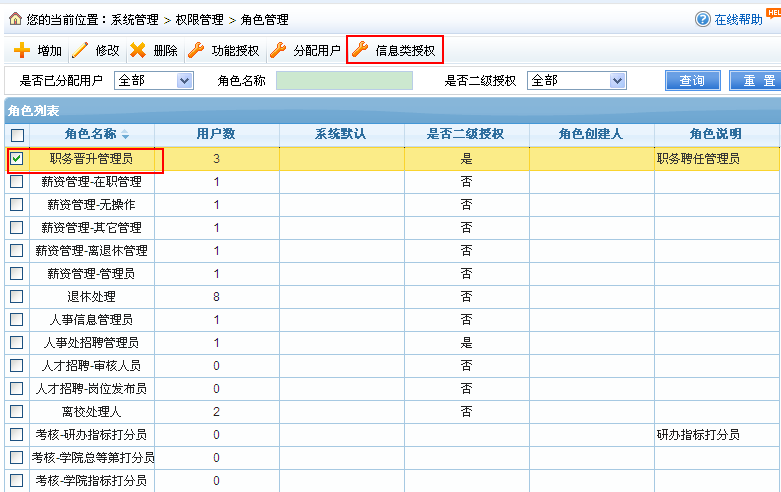 您的当前位置：系统管理 > 权限管理 > 角色管理 在线帮助 HEL
增加 修改 删除 功能授权 分配用户 信息类授权
是否已分配用户 全部 角色名称 是否二级授权 全部 查询 重 置
角色列表
角色名称 用户数 系统默认 是否二级授权 角色创建人 角色说明
职务晋升管理员 3 是 职务聘任管理员
薪资管理-在职管理 1 否
薪资管理-无操作 1 否
薪资管理-其它管理 1 否
薪资管理-离退休管理 1 否
薪资管理-管理员 1 否
退休处理 8 否
人事信息管理员 1 否
人事处招聘管理员 1 是
人才招聘-审核人员 0 否
人才招聘-岗位发布员 0 否
离校处理人 2 否
考核-研办指标打分员 0 研办指标打分员
考核-学院总等第打分员 0
考核-学院指标打分员 0